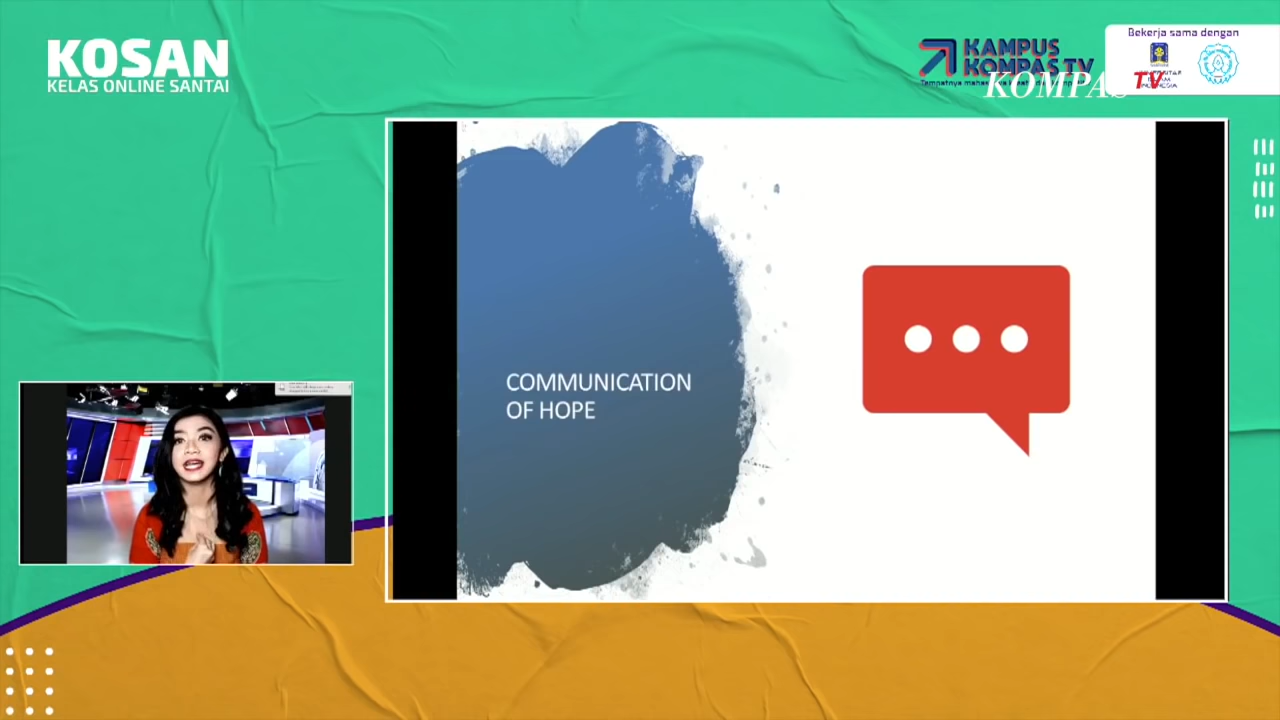 KOSAN
KELAS ONLINE SANTAI
KAMPUS
KOMPAS TV
KOMPAS TV
Bekerja sama dengan
COMMUNICATION
OF HOPE